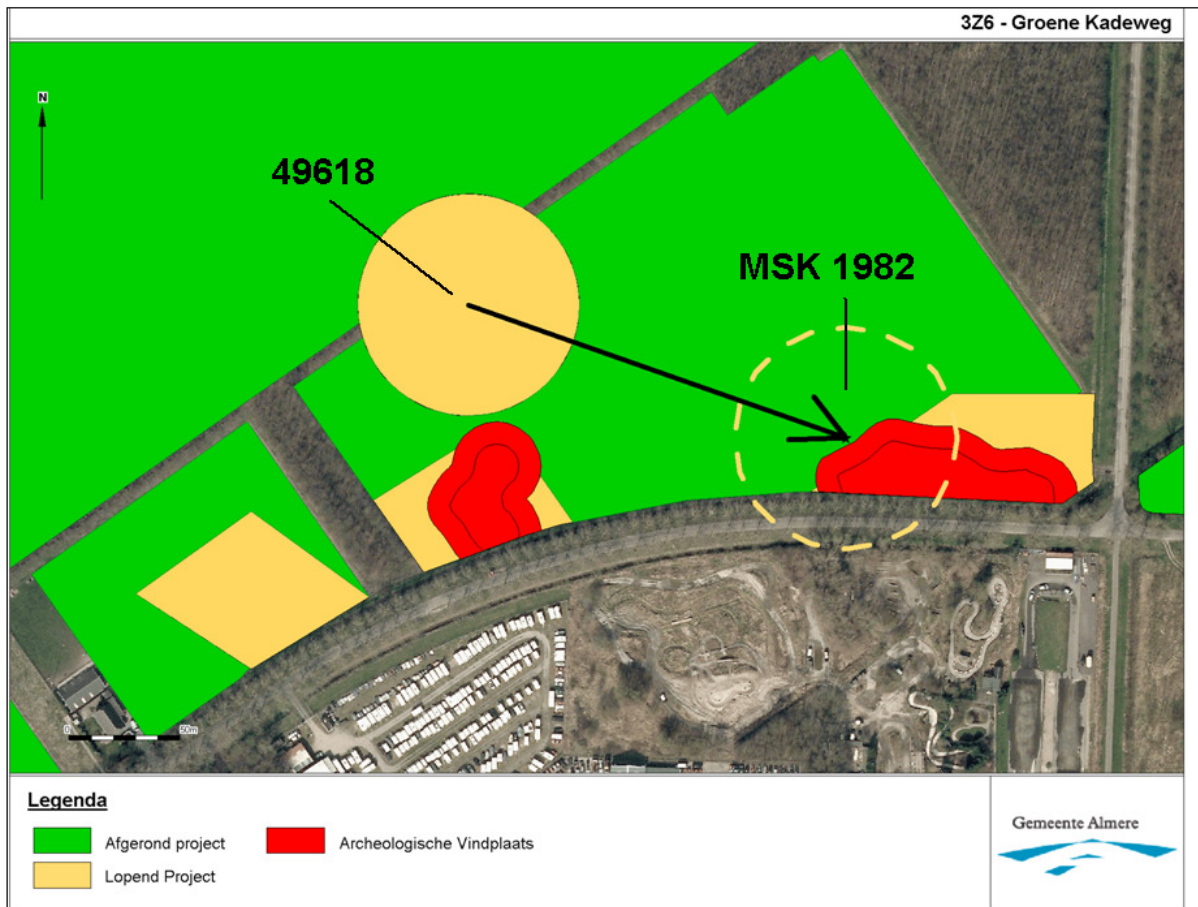 3Z6 - Groene Kadeweg
N
49618
MSK 1982
0 50m
Legenda
Afgerond project
Archeologische Vindplaats
Lopend Project
Gemeente Almere